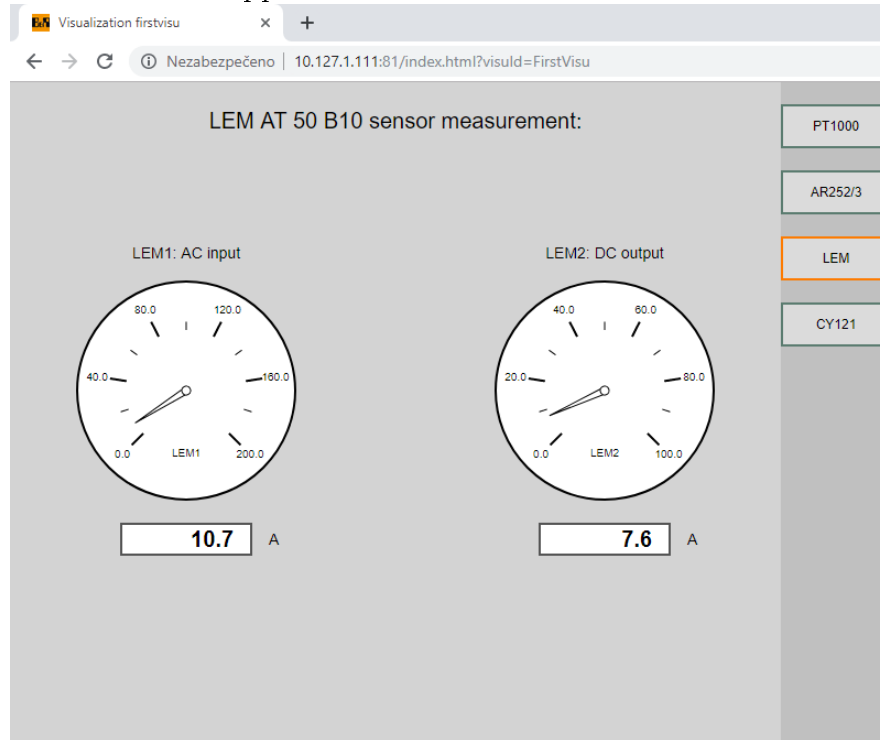 B&R Visualization firstvisu × +
Nezabezpečeno | 10.127.1.111:81/index.html?visuId=FirstVisu
LEM AT 50 B10 sensor measurement:
PT1000
AR252/3
LEM
CY121
LEM1: AC input
80.0 120.0
40.0 160.0
0.0 LEM1 200.0
10.7 A
LEM2: DC output
40.0 60.0
20.0 80.0
0.0 LEM2 100.0
7.6 A